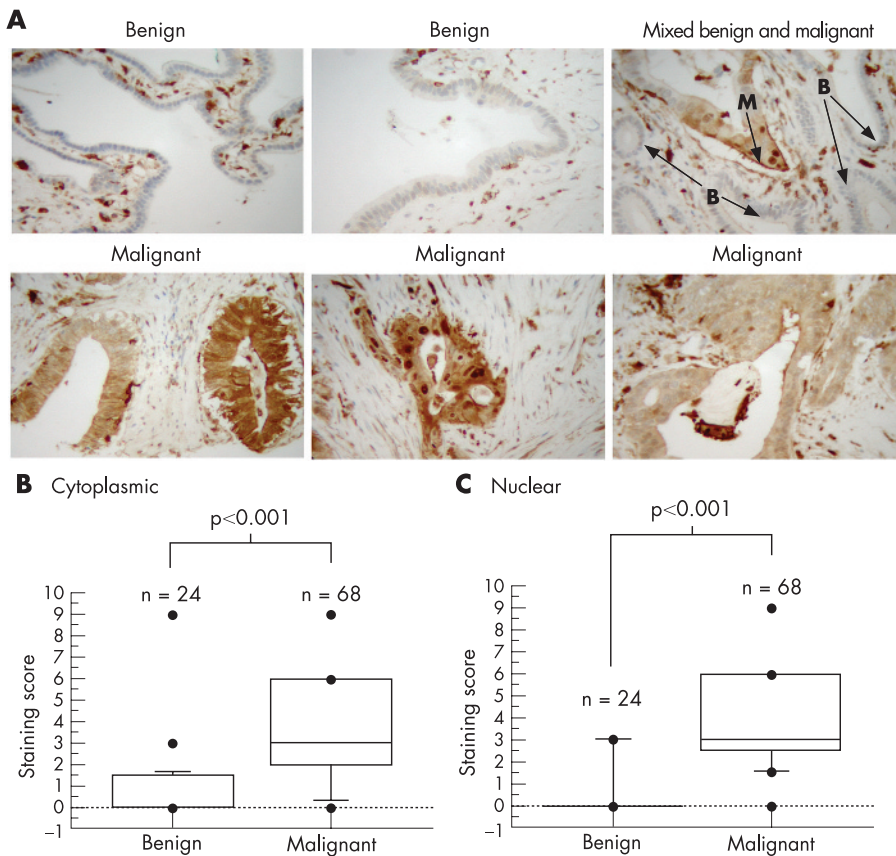 A
Benign
Benign
Mixed benign and malignant
M
B
B
Malignant
Malignant
Malignant
B Cytoplasmic
p<0.001
n = 24
n = 68
10
9
8
7
6
5
4
3
2
1
0
–1
Staining score
Benign
Malignant
C Nuclear
p<0.001
n = 68
n = 24
10
9
8
7
6
5
4
3
2
1
0
–1
Staining score
Benign
Malignant